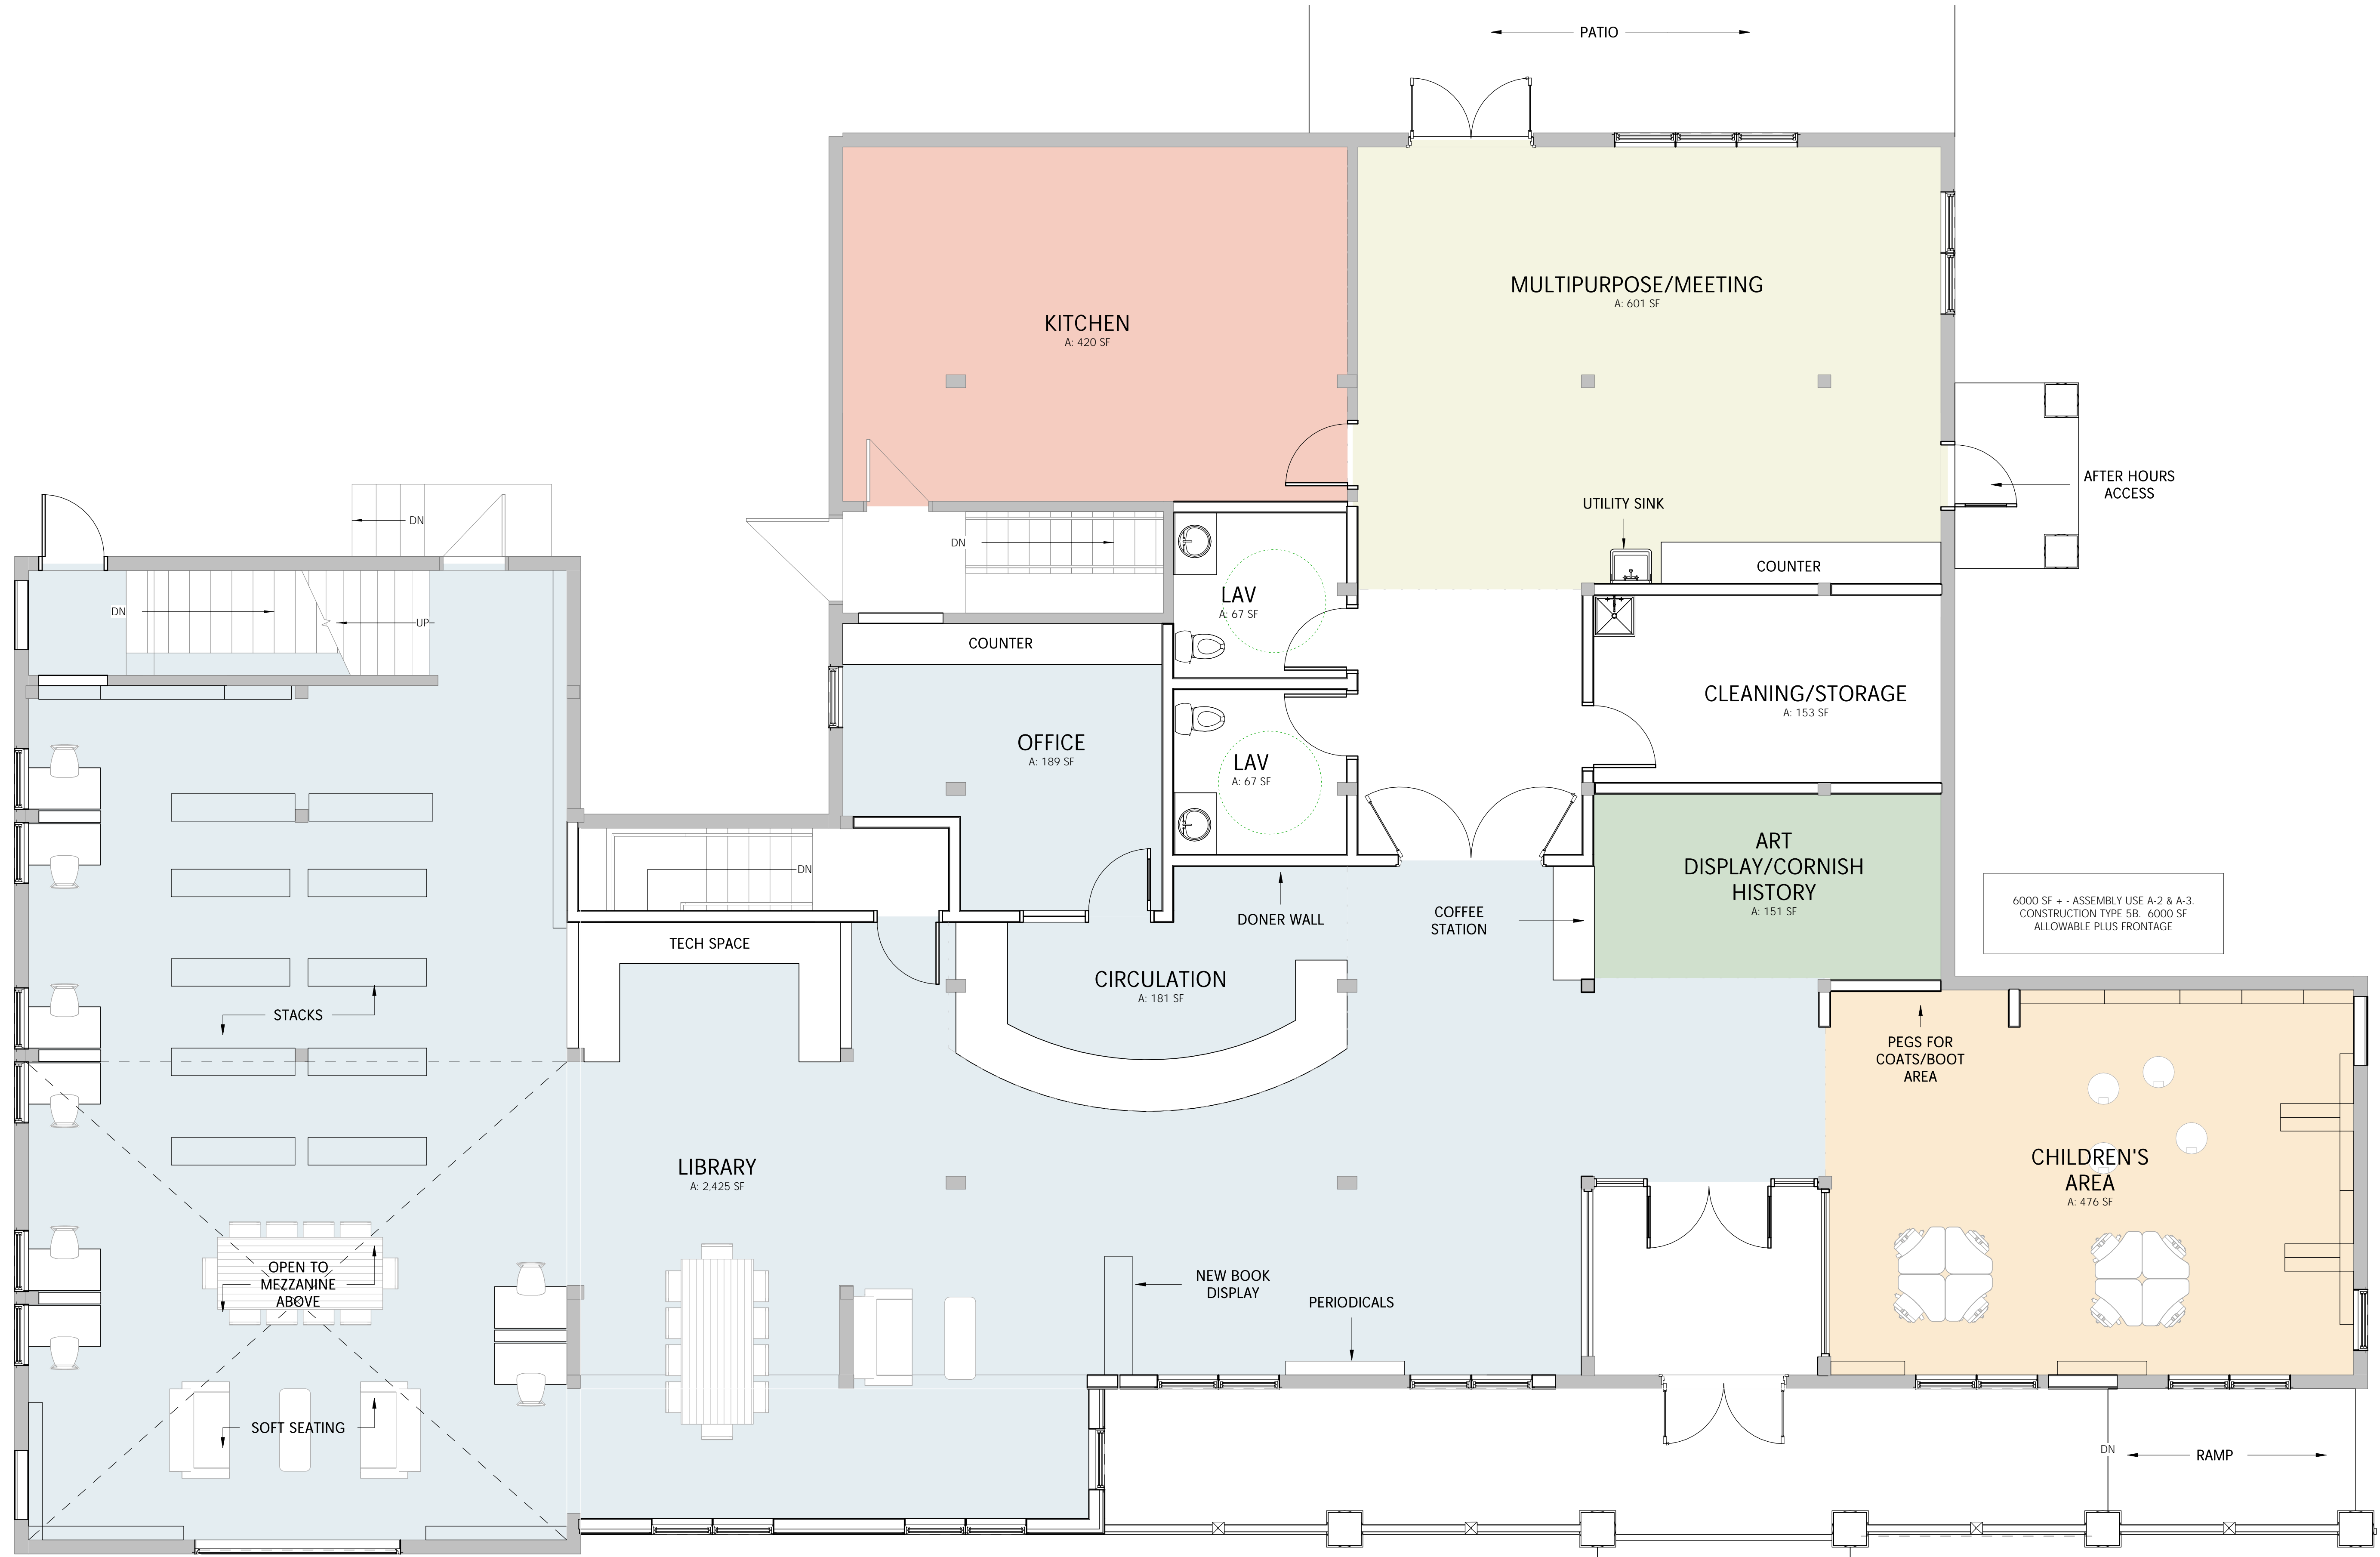 PATIO
KITCHEN
A: 420 SF
MULTIPURPOSE/MEETING
A: 601 SF
AFTER HOURS
ACCESS
UTILITY SINK
COUNTER
DN
DN
LAV
A: 67 SF
DN
UP
COUNTER
CLEANING/STORAGE
A: 153 SF
OFFICE
A: 189 SF
LAV
A: 67 SF
DN
ART
DISPLAY/CORNISH
HISTORY
A: 151 SF
DONER WALL
COFFEE
STATION
6000 SF + - ASSEMBLY USE A-2 & A-3.
CONSTRUCTION TYPE 5B.  6000 SF
ALLOWABLE PLUS FRONTAGE
TECH SPACE
CIRCULATION
A: 181 SF
STACKS
PEGS FOR
COATS/BOOT
AREA
LIBRARY
A: 2,425 SF
CHILDREN'S
AREA
A: 476 SF
OPEN TO
MEZZANINE
ABOVE
NEW BOOK
DISPLAY
PERIODICALS
SOFT SEATING
DN
RAMP